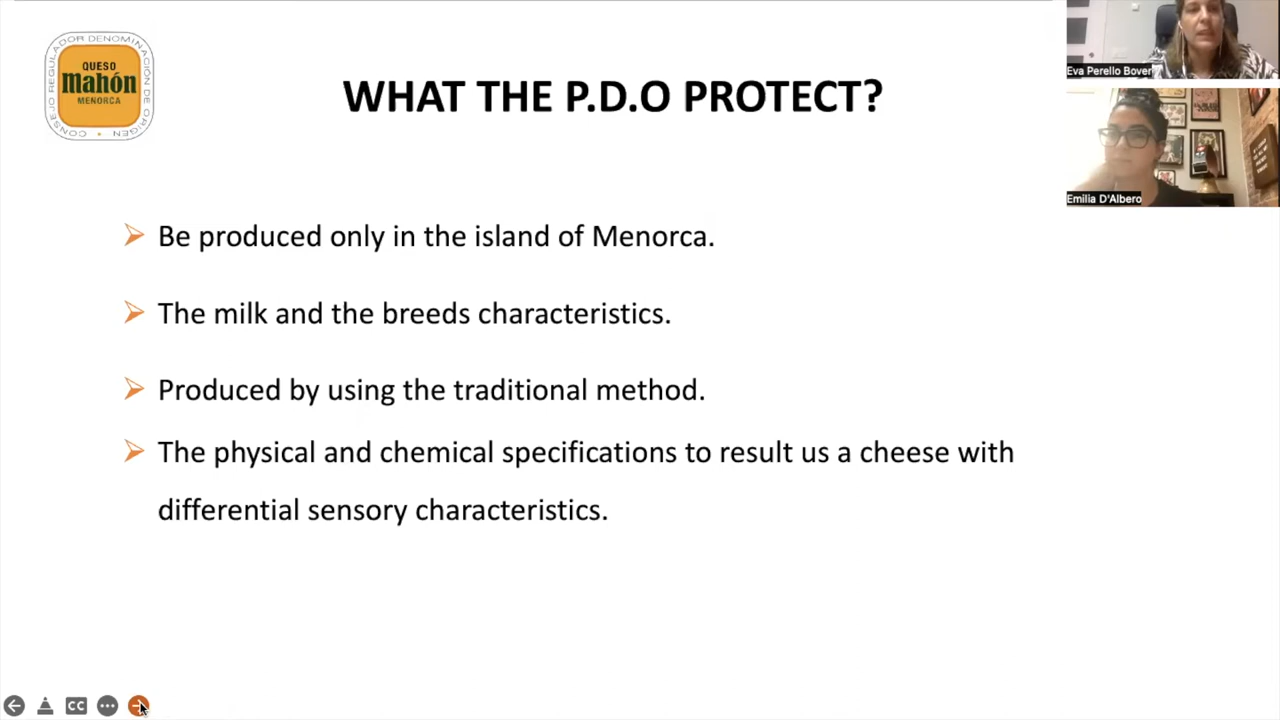 CONSEJO REGULADOR DENOMINACIÓN DE ORIGEN
QUESO
Mahón
MENORCA
WHAT THE P.D.O PROTECT?
Eva Perello Bover
Emilia D'Albero
Be produced only in the island of Menorca.
The milk and the breeds characteristics.
Produced by using the traditional method.
The physical and chemical specifications to result us a cheese with
differential sensory characteristics.
CC